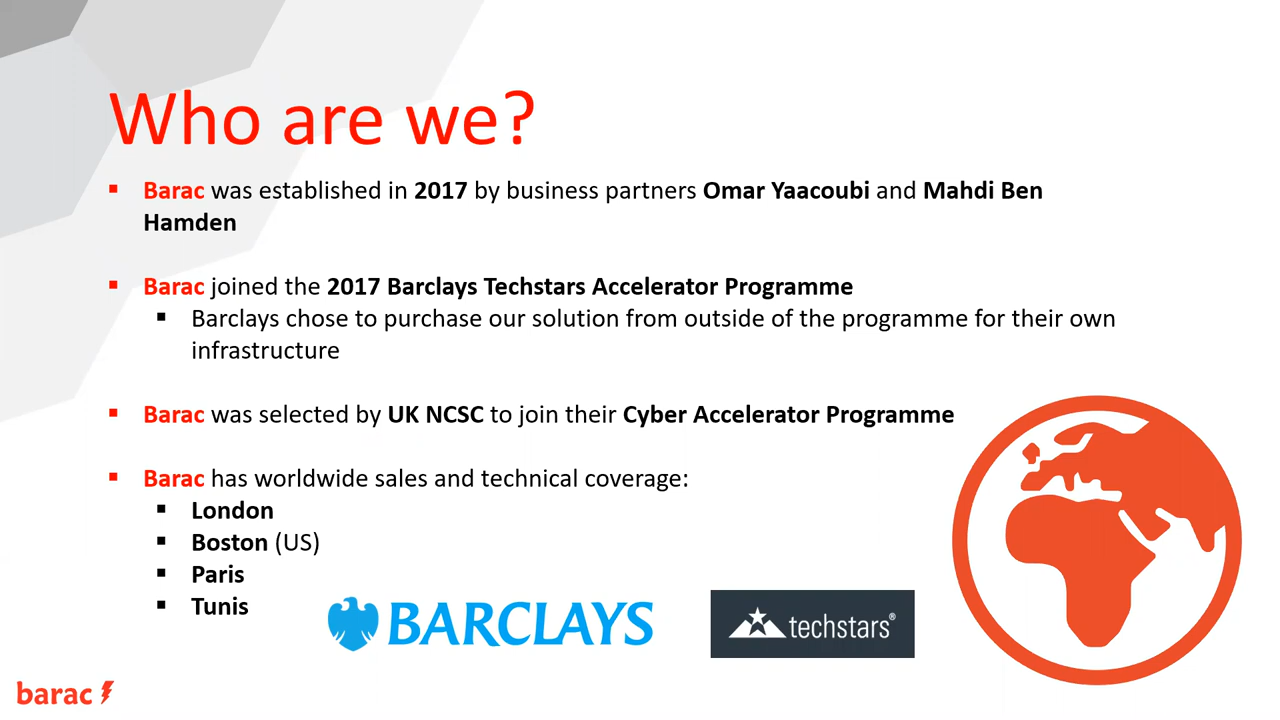 Who are we?
▪ Barac was established in 2017 by business partners Omar Yaacoubi and Mahdi Ben
Hamden
▪ Barac joined the 2017 Barclays Techstars Accelerator Programme
▪ Barclays chose to purchase our solution from outside of the programme for their own
infrastructure
▪ Barac was selected by UK NCSC to join their Cyber Accelerator Programme
▪ Barac has worldwide sales and technical coverage:
▪ London
▪ Boston (US)
▪ Paris
▪ Tunis
BARCLAYS
techstars®
barac